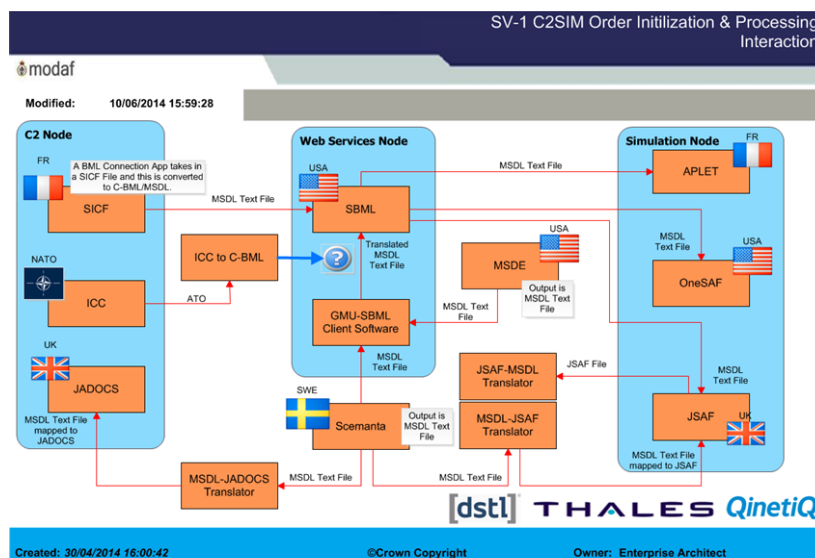 SV-1 C2SIM Order Initilization & Processing
Interaction
modaf
Modified: 10/06/2014 15:59:28
C2 Node
Web Services Node
Simulation Node
FR
A BML Connection App takes in
a SICF File and this is converted
to C-BML/MSDL.
SICF
MSDL Text File
USA
SBML
MSDL Text File
FR
APLET
NATO
ICC
ATO
ICC to C-BML
?
Translated
MSDL
Text File
MSDE
USA
Output is
MSDL Text
File
MSDL Text
File
MSDL
Text File
USA
OneSAF
GMU-SBML
Client Software
UK
JADOCS
MSDL Text File
mapped to
JADOCS
MSDL
Text File
SWE
Scemanta
Output is
MSDL Text
File
JSAF-MSDL
Translator
JSAF File
MSDL-JSAF
Translator
MSDL
Text File
JSAF
UK
MSDL Text File
mapped to JSAF
MSDL-JADOCS
Translator
MSDL Text File
MSDL Text File
[dstl]
THALES
QinetiQ
Created: 30/04/2014 16:00:42
©Crown Copyright
Owner: Enterprise Architect